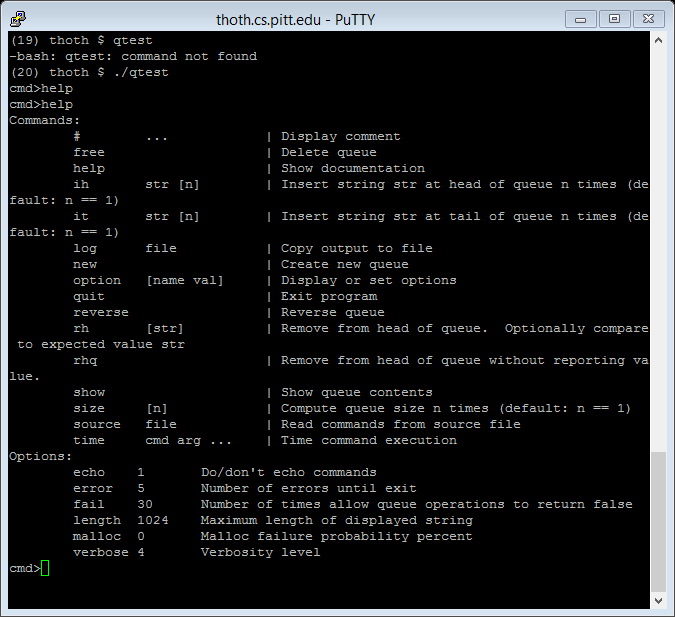 thoth.cs.pitt.edu - PuTTY
(19) thoth $ qtest
-bash: qtest: command not found
(20) thoth $ ./qtest
cmd>help
cmd>help
Commands:
        #        ...            | Display comment
        free                    | Delete queue
        help                    | Show documentation
        ih       str [n]        | Insert string str at head of queue n times (de
fault: n == 1)
        it       str [n]        | Insert string str at tail of queue n times (de
fault: n == 1)
        log      file           | Copy output to file
        new                     | Create new queue
        option   [name val]     | Display or set options
        quit                    | Exit program
        reverse                 | Reverse queue
        rh       [str]          | Remove from head of queue.  Optionally compare
 to expected value str
        rhq                     | Remove from head of queue without reporting va
lue.
        show                    | Show queue contents
        size     [n]            | Compute queue size n times (default: n == 1)
        source   file           | Read commands from source file
        time     cmd arg ...    | Time command execution
Options:
        echo    1       Do/don't echo commands
        error   5       Number of errors until exit
        fail    30      Number of times allow queue operations to return false
        length  1024    Maximum length of displayed string
        malloc  0       Malloc failure probability percent
        verbose 4       Verbosity level
cmd>